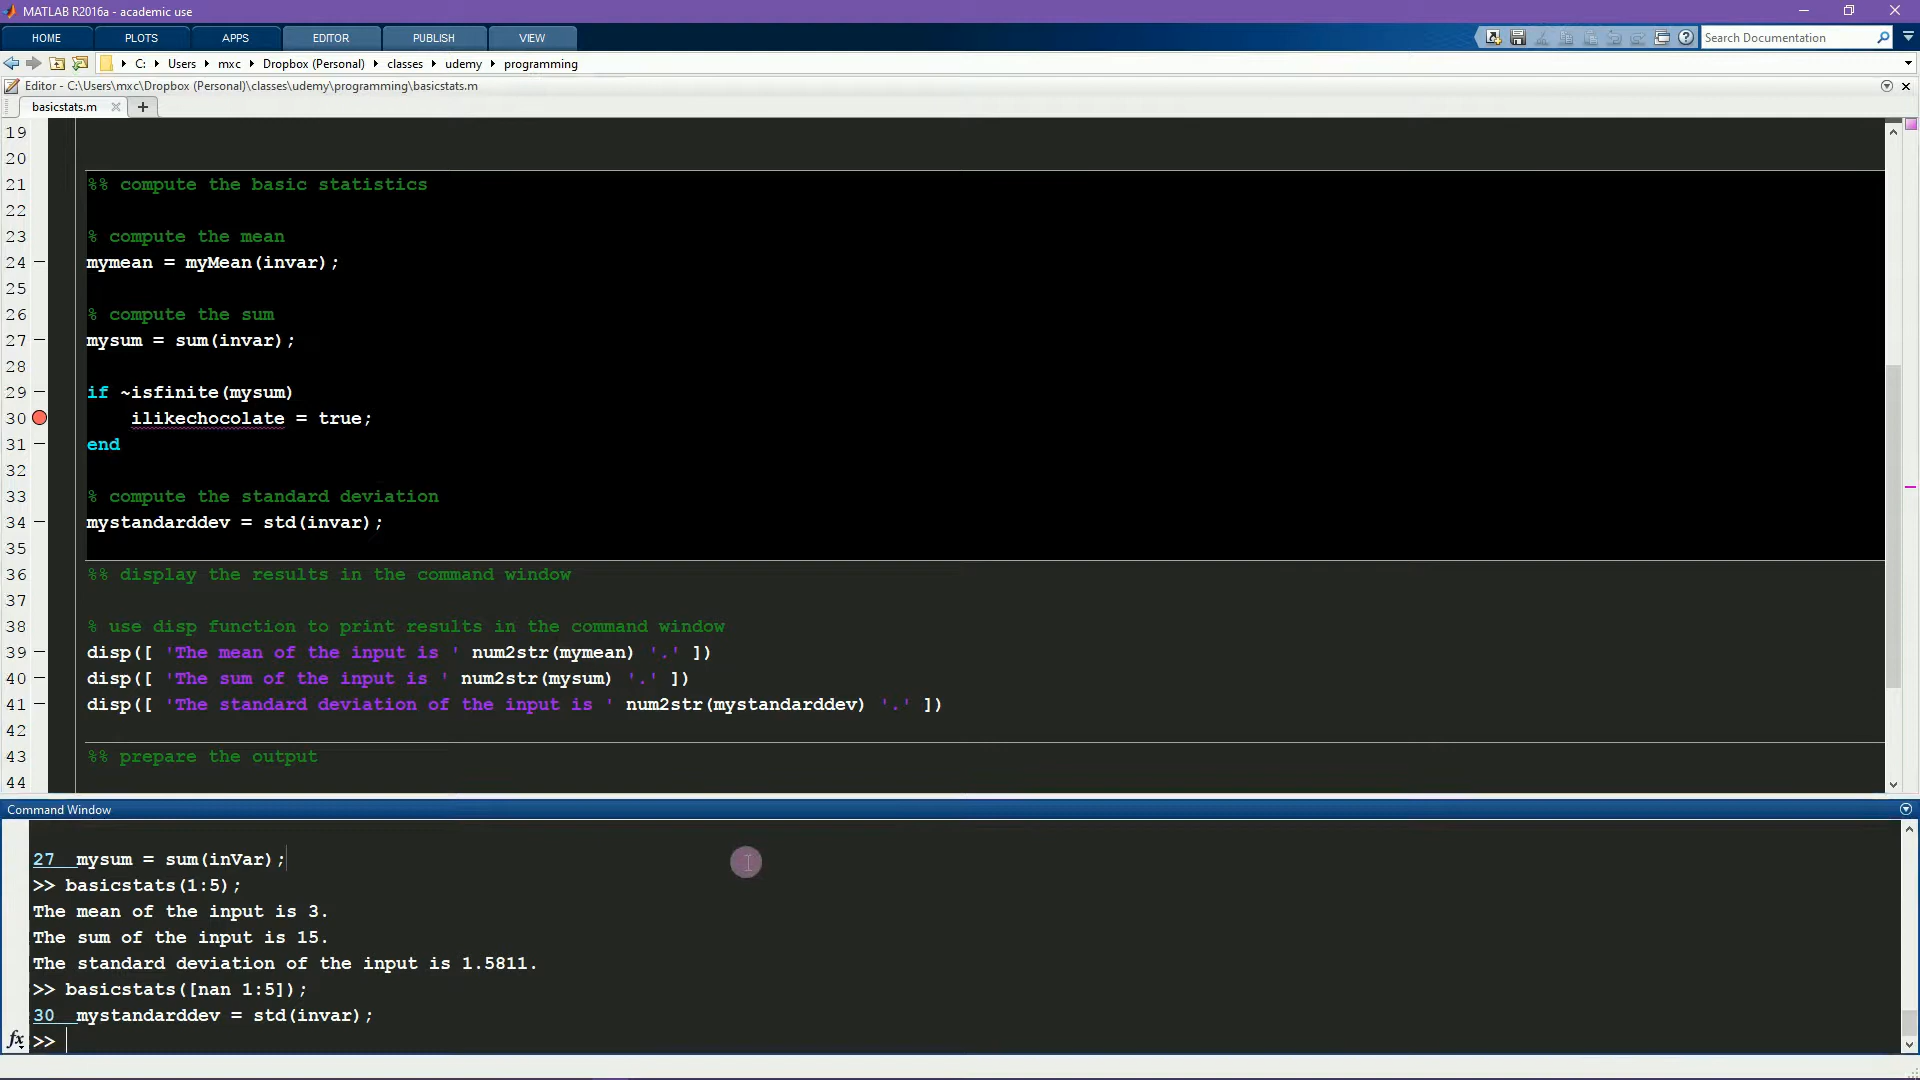 MATLAB R2016a - academic use
HOME PLOTS APPS EDITOR PUBLISH VIEW Search Documentation
C: Users mxc Dropbox (Personal) classes udemy programming
Editor - C:\Users\mxc\Dropbox (Personal)\classes\udemy\programming\basicstats.m
basicstats.m
19
20
21 %% compute the basic statistics
22
23 % compute the mean
24 mymean = myMean(invar);
25
26 % compute the sum
27 mysum = sum(invar);
28
29 if ~isfinite(mysum)
30 ilikechocolate = true;
31 end
32
33 % compute the standard deviation
34 mystandarddev = std(invar);
35
36 %% display the results in the command window
37
38 % use disp function to print results in the command window
39 disp([ 'The mean of the input is ' num2str(mymean) '.' ])
40 disp([ 'The sum of the input is ' num2str(mysum) '.' ])
41 disp([ 'The standard deviation of the input is ' num2str(mystandarddev) '.' ])
42
43 %% prepare the output
44
Command Window
27 mysum = sum(inVar);
>> basicstats(1:5);
The mean of the input is 3.
The sum of the input is 15.
The standard deviation of the input is 1.5811.
>> basicstats([nan 1:5]);
30 mystandarddev = std(invar);
fx >>